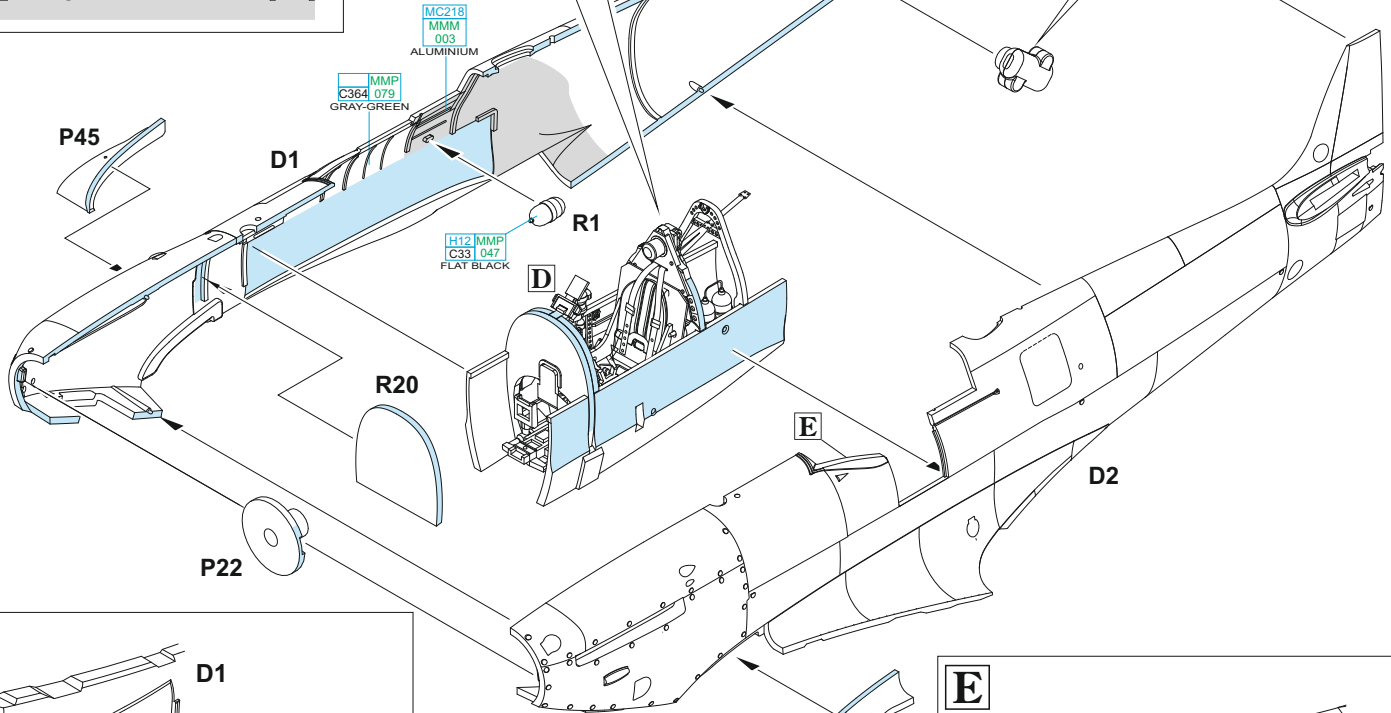 MC218
MMM
003
ALUMINIUM
MMP
C364 079
GRAY-GREEN
P45
D1
R1
H12 MMP
C33 047
FLAT BLACK
D
R20
E
D2
P22
D1
E